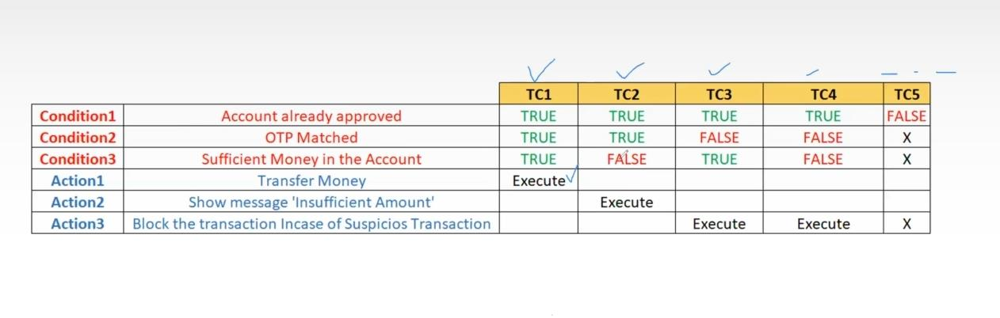 TC1 TC2 TC3 TC4 TC5
Condition1 Account already approved TRUE TRUE TRUE TRUE FALSE
Condition2 OTP Matched TRUE TRUE FALSE FALSE X
Condition3 Sufficient Money in the Account TRUE FALSE TRUE FALSE X
Action1 Transfer Money Execute
Action2 Show message 'Insufficient Amount' Execute
Action3 Block the transaction Incase of Suspicios Transaction Execute Execute X